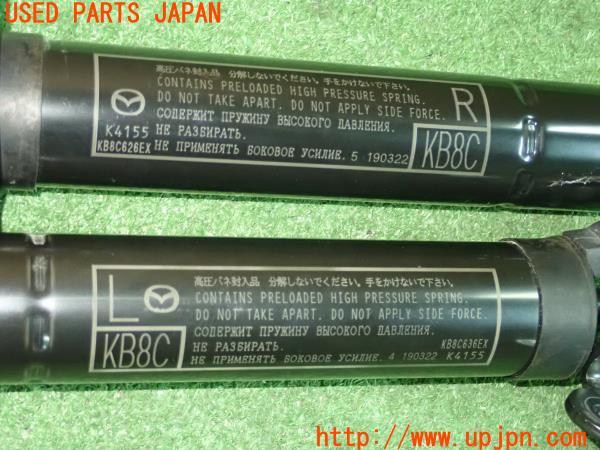 USED PARTS JAPAN
高圧バネ封入品 分解しないでください。手をかけないで下さい。
CONTAINS PRELOADED HIGH PRESSURE SPRING.
DO NOT TAKE APART. DO NOT APPLY SIDE FORCE.
СОДЕРЖИТ ПРУЖИНУ ВЫСОКОГО ДАВЛЕНИЯ.
K4155 НЕ РАЗБИРАТЬ.
KB8C626EX НЕ ПРИМЕНЯТЬ БОКОВОЕ УСИЛИЕ. 5 190322
R
KB8C
L
KB8C
高圧バネ封入品 分解しないでください。手をかけないで下さい。
CONTAINS PRELOADED HIGH PRESSURE SPRING.
DO NOT TAKE APART. DO NOT APPLY SIDE FORCE.
СОДЕРЖИТ ПРУЖИНУ ВЫСОКОГО ДАВЛЕНИЯ.
НЕ РАЗБИРАТЬ. KB8C636EX
НЕ ПРИМЕНЯТЬ БОКОВОЕ УСИЛИЕ. 4 190322 K4155
http://www.upjpn.com/